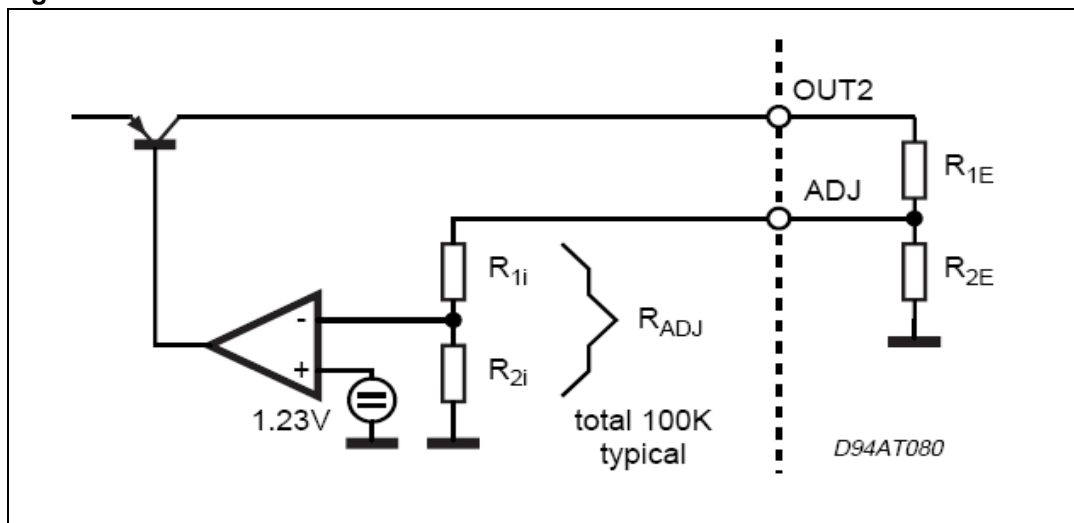 OUT2
R1E
ADJ
R1i
R2E
RADJ
-
+
R2i
1.23V
total 100K
typical
D94AT080